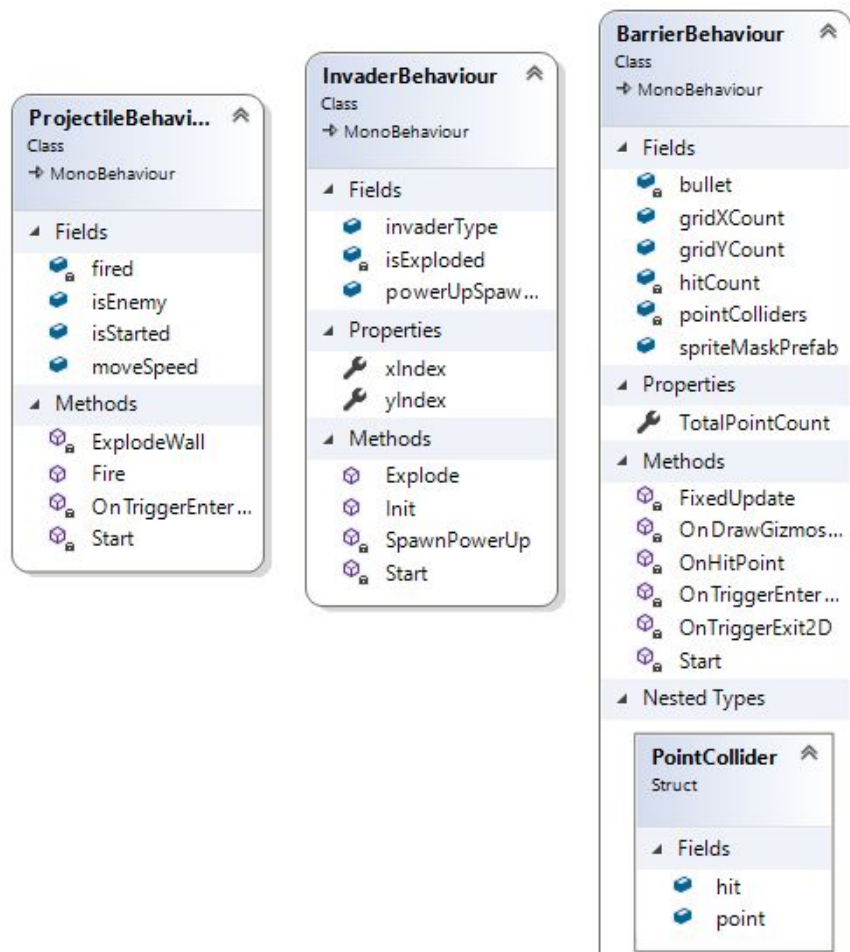 ProjectileBehavi...
Class
MonoBehaviour
Fields
fired
isEnemy
isStarted
moveSpeed
Methods
ExplodeWall
Fire
OnTriggerEnter...
Start
InvaderBehaviour
Class
MonoBehaviour
Fields
invaderType
isExploded
powerUpSpaw...
Properties
xIndex
yIndex
Methods
Explode
Init
SpawnPowerUp
Start
BarrierBehaviour
Class
MonoBehaviour
Fields
bullet
gridXCount
gridYCount
hitCount
pointColliders
spriteMaskPrefab
Properties
TotalPointCount
Methods
FixedUpdate
OnDrawGizmos...
OnHitPoint
OnTriggerEnter...
OnTriggerExit2D
Start
Nested Types
PointCollider
Struct
Fields
hit
point